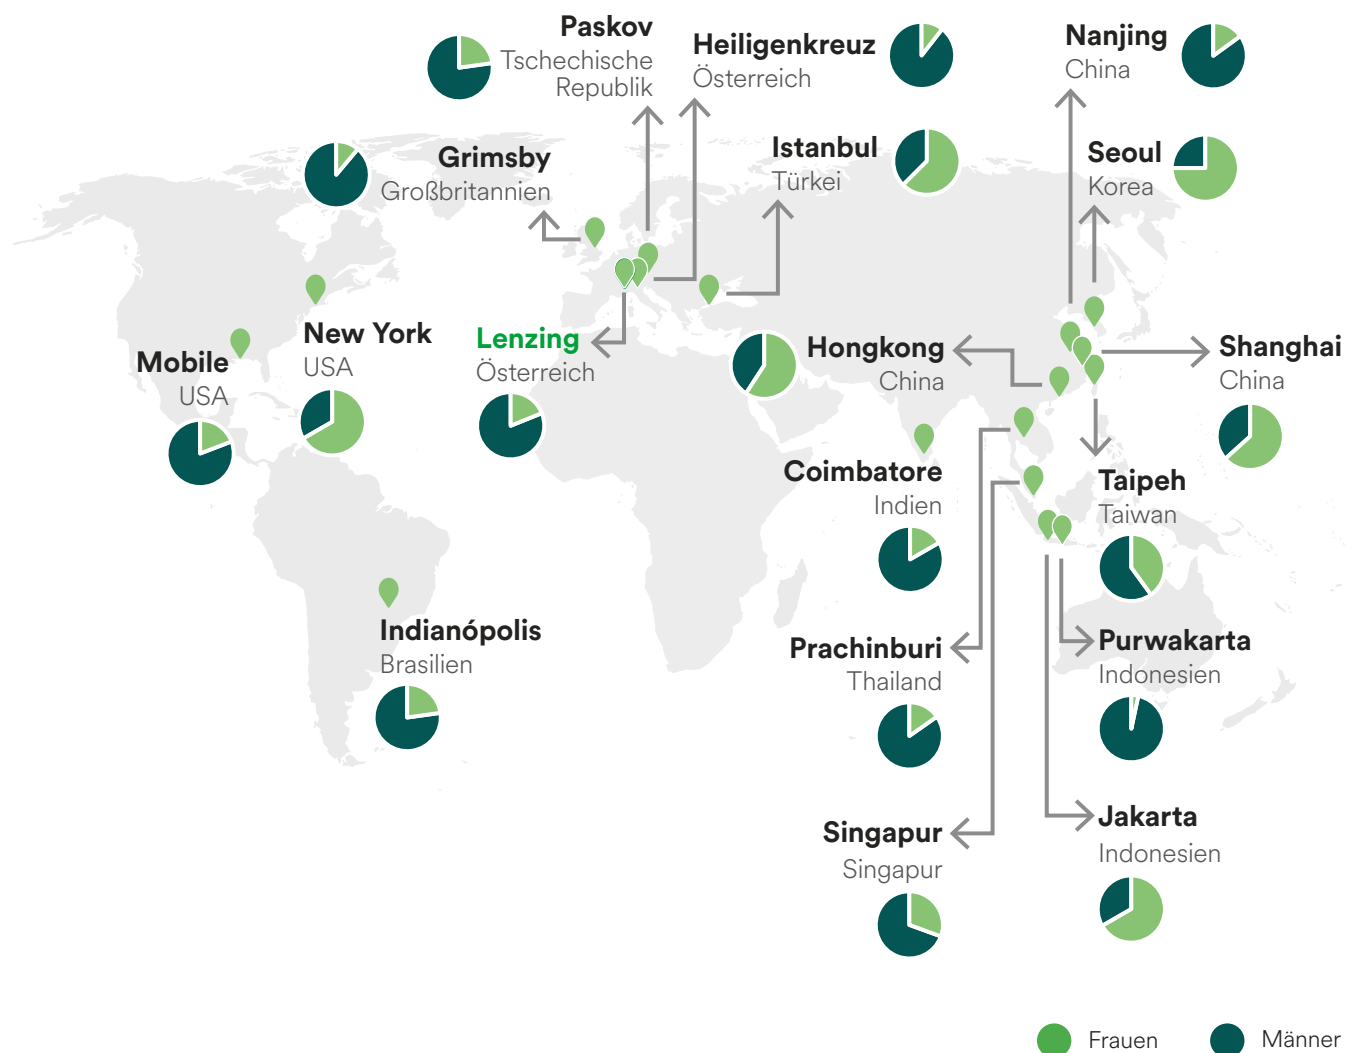 Paskov
Tschechische
Republik
Heiligenkreuz
Österreich
Nanjing
China
Grimsby
Großbritannien
Istanbul
Türkei
Seoul
Korea
New York
USA
Mobile
USA
Lenzing
Österreich
Hongkong
China
Shanghai
China
Coimbatore
Indien
Taipeh
Taiwan
Indianópolis
Brasilien
Prachinburi
Thailand
Purwakarta
Indonesien
Singapur
Singapur
Jakarta
Indonesien
Frauen
Männer